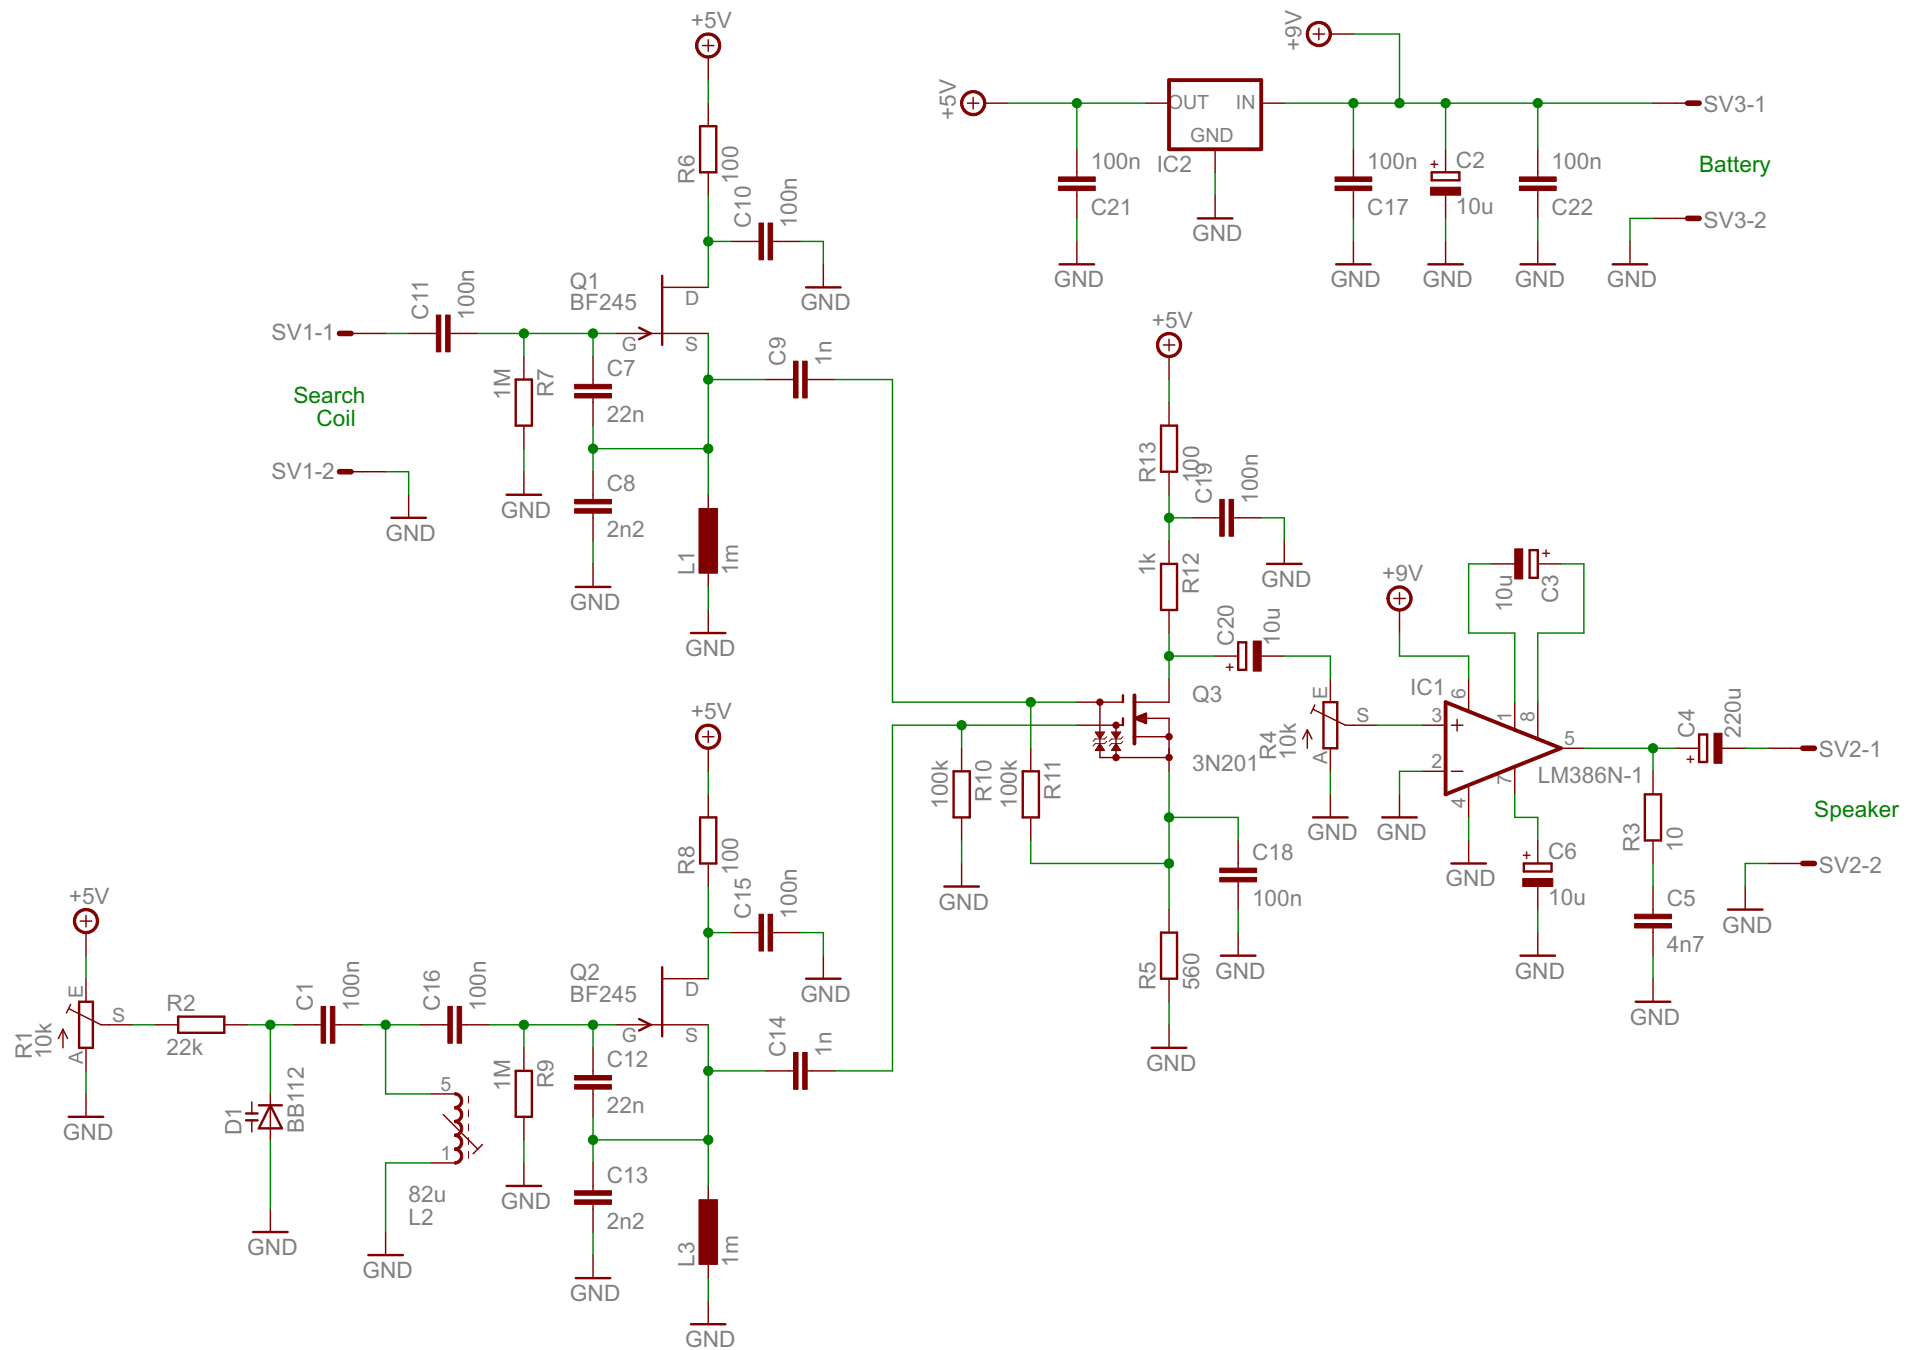 +5V
R6
100
C10
100n
GND
Q1
BF245
D
G
S
C11
100n
SV1-1
Search
Coil
SV1-2
GND
1M
R7
GND
C7
22n
C8
2n2
GND
L1
1m
GND
C9
1n
+5V
OUT
IN
GND
IC2
GND
100n
C21
GND
+9V
100n
C17
GND
+
C2
10u
GND
100n
C22
GND
SV3-1
Battery
SV3-2
GND
+5V
R13
100
C19
100n
GND
1k
R12
C20
10u
+
Q3
3N201
100k
R10
GND
100k
R11
C18
100n
GND
R5
560
GND
E
S
A
R4
10k
GND
+9V
IC1
6
3
+
2
-
4
1
8
7
5
LM386N-1
GND
GND
10u
C3
+
+
C6
10u
GND
R3
10
C5
4n7
GND
C4
220u
+
SV2-1
Speaker
SV2-2
GND
+5V
R8
100
C15
100n
GND
Q2
BF245
D
G
S
C14
1n
+5V
E
S
A
R1
10k
GND
R2
22k
D1
BB112
GND
C1
100n
C16
100n
5
1
82u
L2
GND
1M
R9
GND
C12
22n
C13
2n2
GND
L3
1m
GND